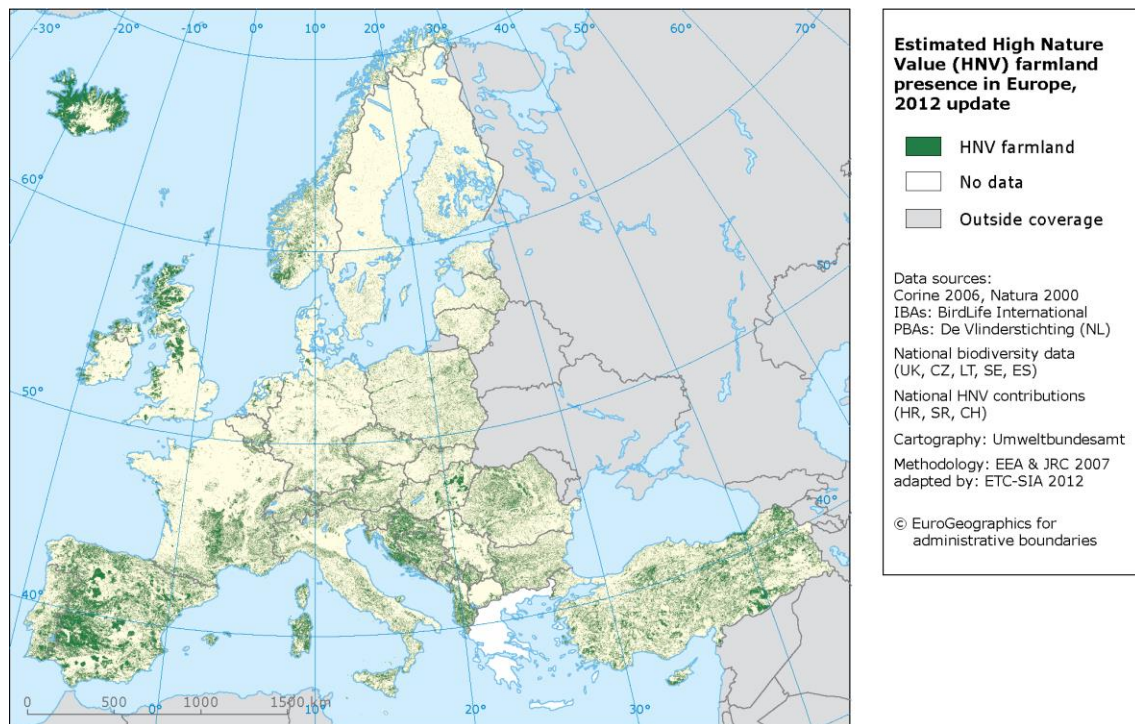 -30°
-20°
-10°
0°
10°
20°
30°
40°
50°
60°
70°
60°
50°
50°
40°
40°
0
500
1000
1500 km
0°
10°
20°
30°
Estimated High Nature
Value (HNV) farmland
presence in Europe,
2012 update
HNV farmland
No data
Outside coverage
Data sources:
Corine 2006, Natura 2000
IBAs: BirdLife International
PBAs: De Vlinderstichting (NL)
National biodiversity data
(UK, CZ, LT, SE, ES)
National HNV contributions
(HR, SR, CH)
Cartography: Umweltbundesamt
Methodology: EEA & JRC 2007
adapted by: ETC-SIA 2012
© EuroGeographics for
administrative boundaries